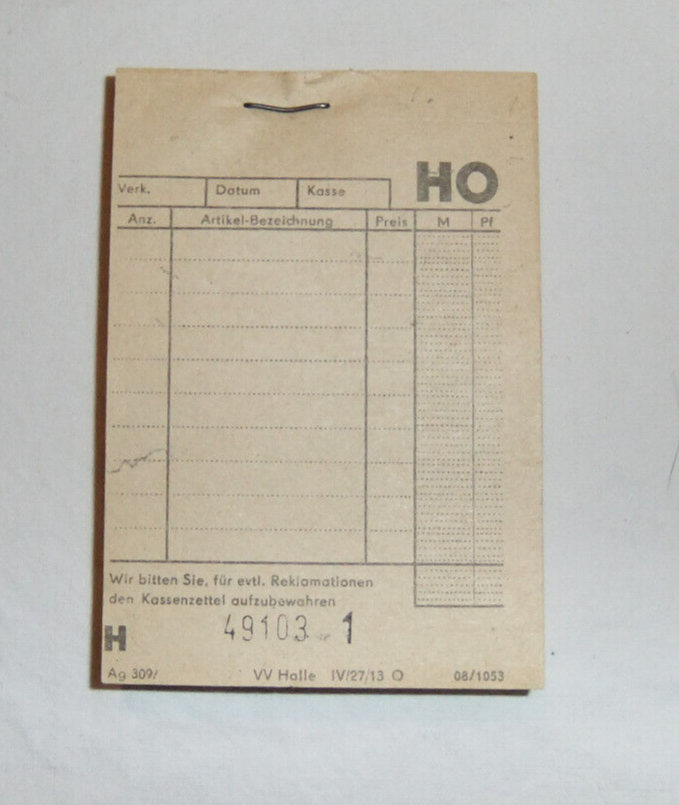 HO
Verk. Datum Kasse
Anz. Artikel-Bezeichnung Preis M Pf
Wir bitten Sie, für evtl. Reklamationen
den Kassenzettel aufzubewahren
49103 1
H
Ag 309/ VV Halle IV/27/13 O 08/1053